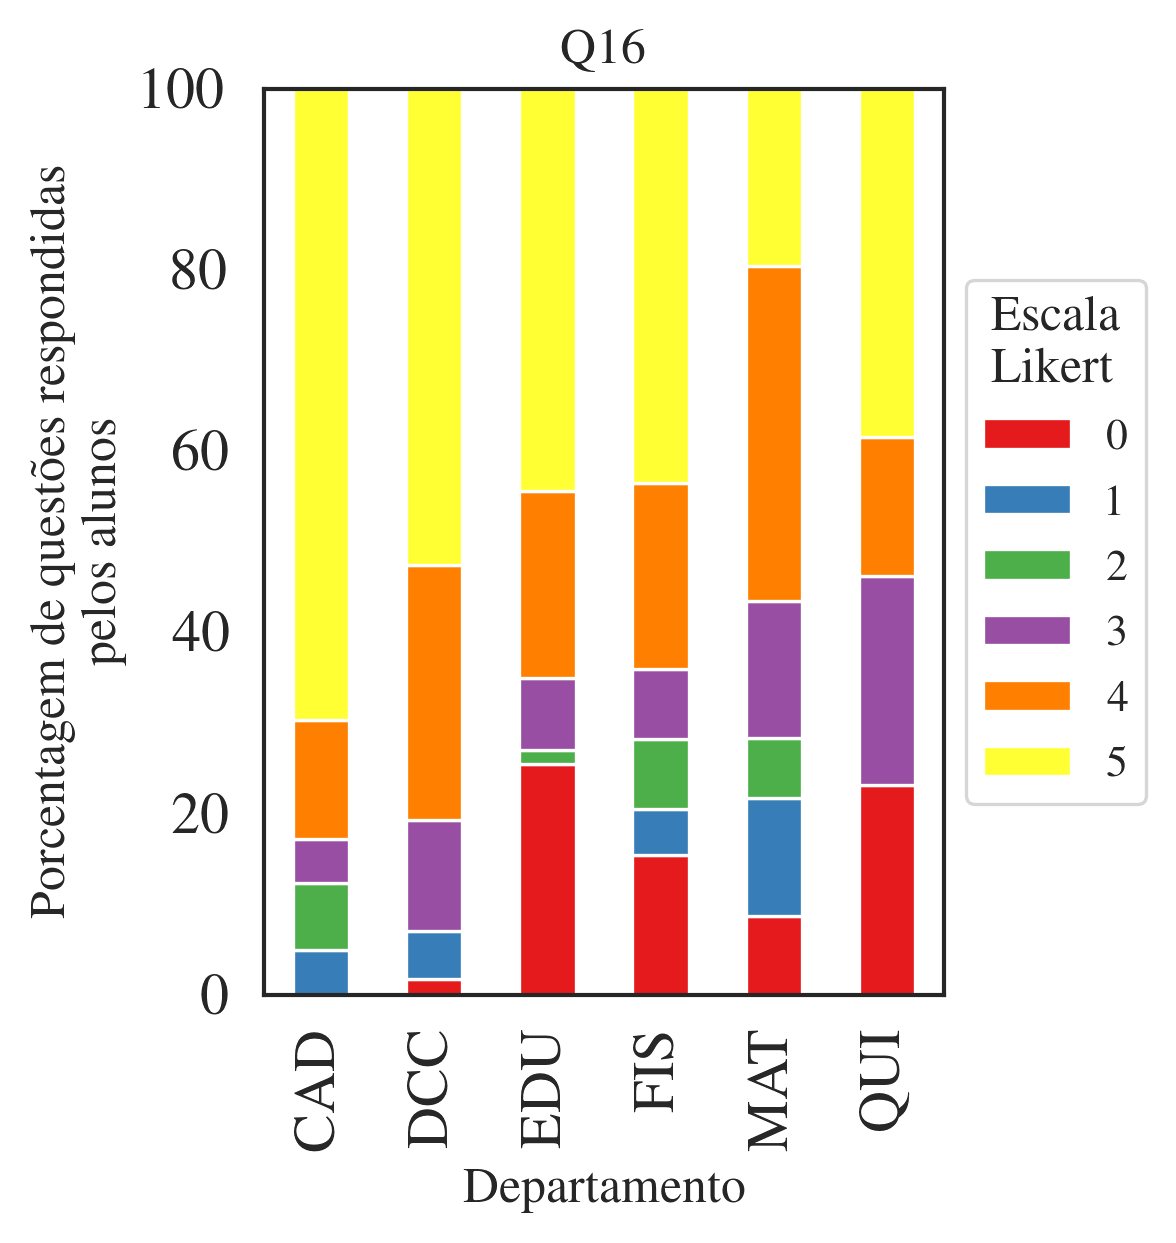 Q16
100
80
60
40
20
0
Porcentagem de questões respondidas
pelos alunos
CAD
DCC
EDU
FIS
MAT
QUI
Departamento
Escala
Likert
0
1
2
3
4
5